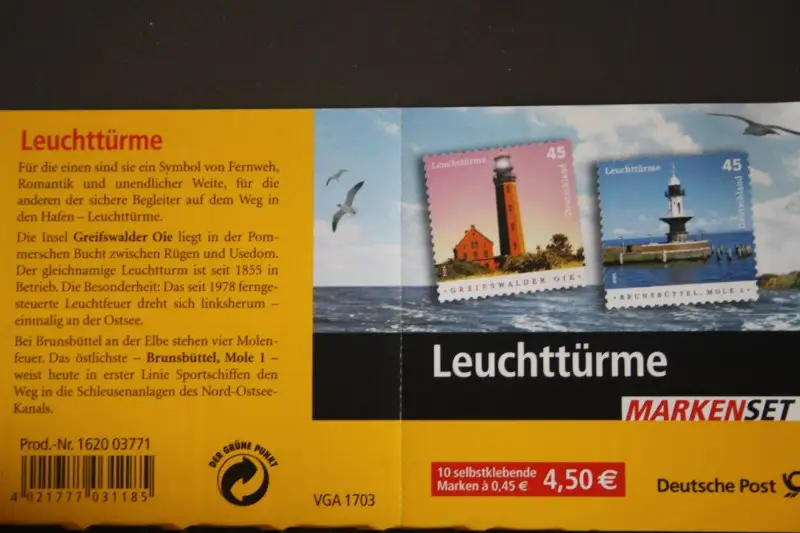 Leuchttürme
Für die einen sind sie ein Symbol von Fernweh,
Romantik und unendlicher Weite, für die
anderen der sichere Begleiter auf dem Weg in
den Hafen – Leuchttürme.
Die Insel Greifswalder Oie liegt in der Pom-
merschen Bucht zwischen Rügen und Usedom.
Der gleichnamige Leuchtturm ist seit 1855 in
Betrieb. Die Besonderheit: Das seit 1978 fernge-
steuerte Leuchtfeuer dreht sich linksherum –
einmalig an der Ostsee.
Bei Brunsbüttel an der Elbe stehen vier Molen-
feuer. Das östlichste – Brunsbüttel, Mole 1 –
weist heute in erster Linie Sportschiffen den
Weg in die Schleusenanlagen des Nord-Ostsee-
Kanals.
Prod.-Nr. 1620 03771
4 021777 031185
DER GRÜNE PUNKT
VGA 1703
Leuchttürme
45
Deutschland
GREIFSWALDER OIE
Leuchttürme
45
Deutschland
BRUNSBÜTTEL, MOLE 1
Leuchttürme
MARKENSET
10 selbstklebende
Marken à 0,45 €
4,50 €
Deutsche Post